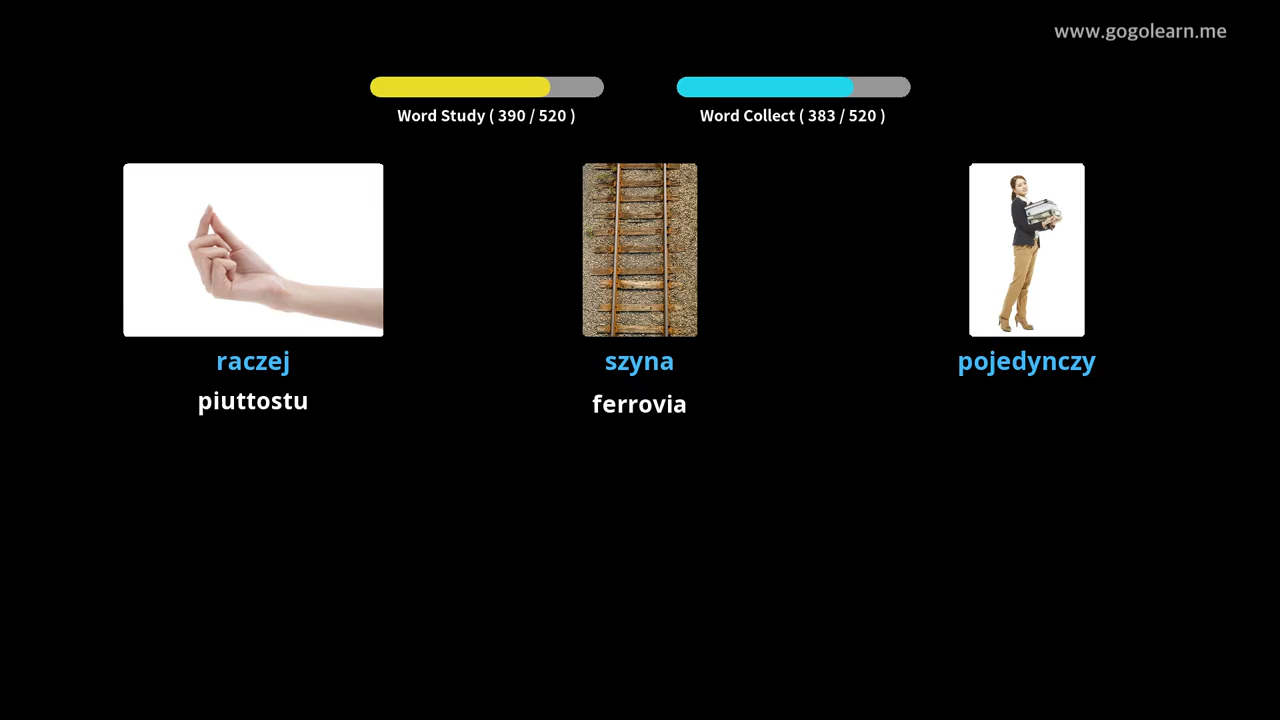 www.gogolearn.me
Word Study ( 390 / 520 )
Word Collect ( 383 / 520 )
raczej
piuttostu
szyna
ferrovia
pojedynczy